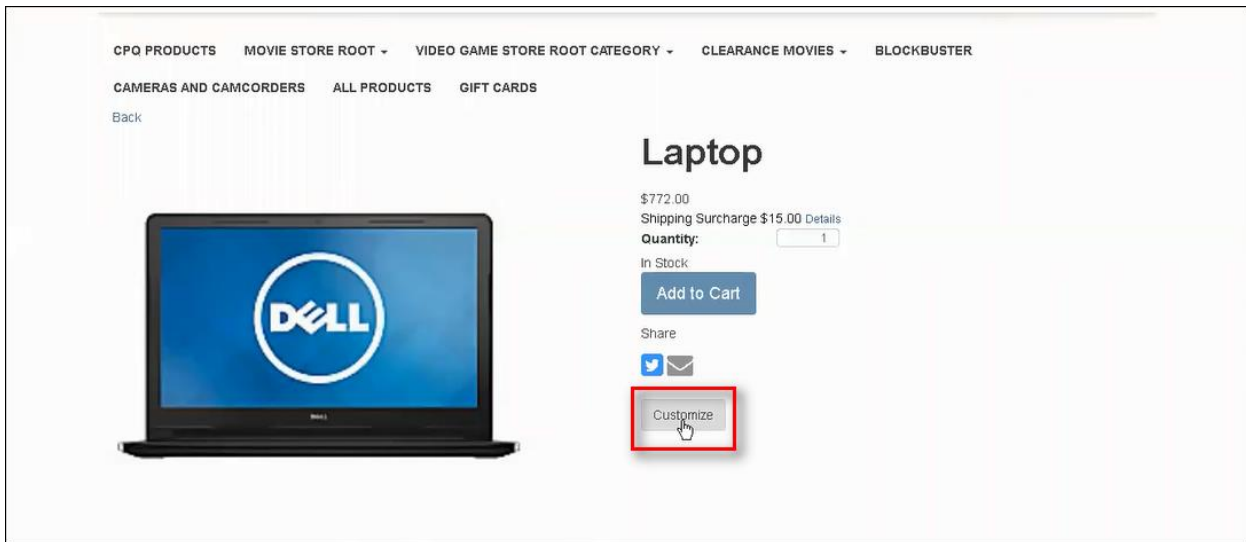 CPQ PRODUCTS MOVIE STORE ROOT VIDEO GAME STORE ROOT CATEGORY CLEARANCE MOVIES BLOCKBUSTER
CAMERAS AND CAMCORDERS ALL PRODUCTS GIFT CARDS
Back
Laptop
$772.00
Shipping Surcharge $15.00 Details
Quantity: 1
In Stock
Add to Cart
Share
Customize
DELL